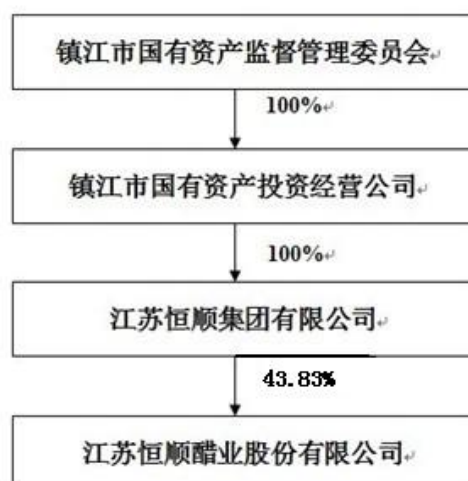 镇江市国有资产监督管理委员会
100%
镇江市国有资产投资经营公司
100%
江苏恒顺集团有限公司
43.83%
江苏恒顺醋业股份有限公司